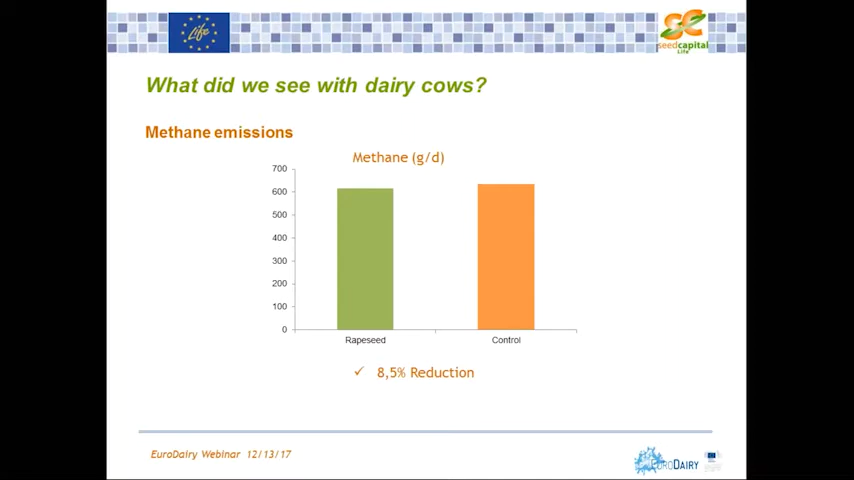 Life
seedcapital
Life
What did we see with dairy cows?
Methane emissions
Methane (g/d)
700
600
500
400
300
200
100
0
Rapeseed
Control
✓ 8,5% Reduction
EuroDairy Webinar 12/13/17
EURODAIRY